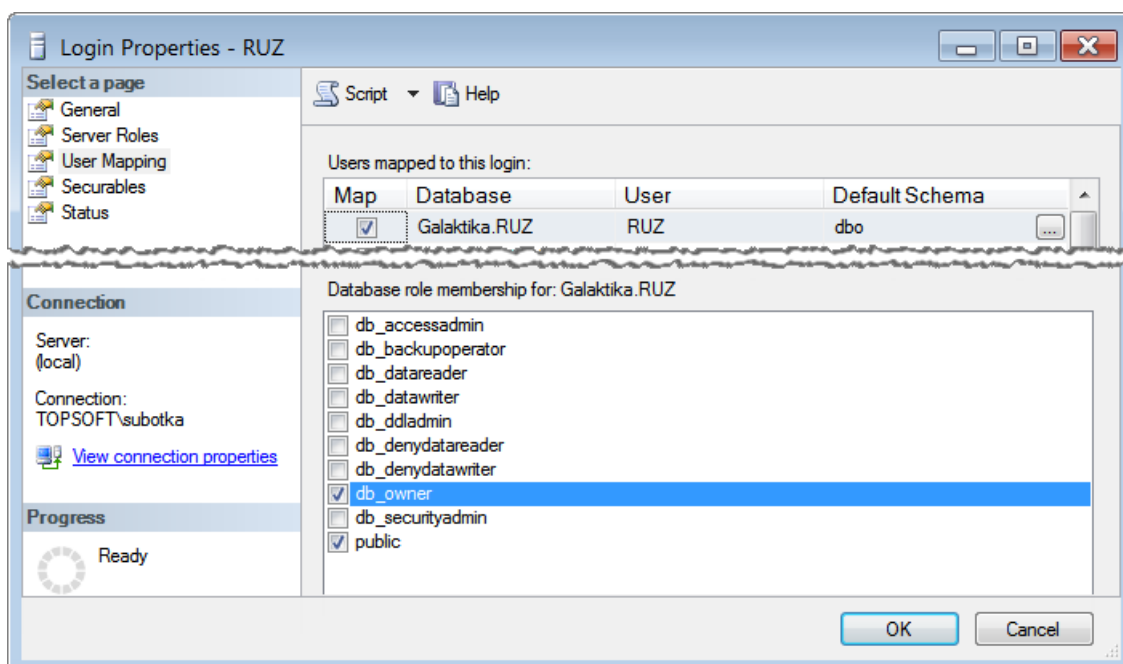 Login Properties - RUZ
Select a page
General
Server Roles
User Mapping
Securables
Status
Script Help
Users mapped to this login:
Map Database User Default Schema
Galaktika.RUZ RUZ dbo ...
Connection
Server:
(local)
Connection:
TOPSOFT\subotka
View connection properties
Progress
Ready
Database role membership for: Galaktika.RUZ
db_accessadmin
db_backupoperator
db_datareader
db_datawriter
db_ddladmin
db_denydatareader
db_denydatawriter
db_owner
db_securityadmin
public
OK Cancel